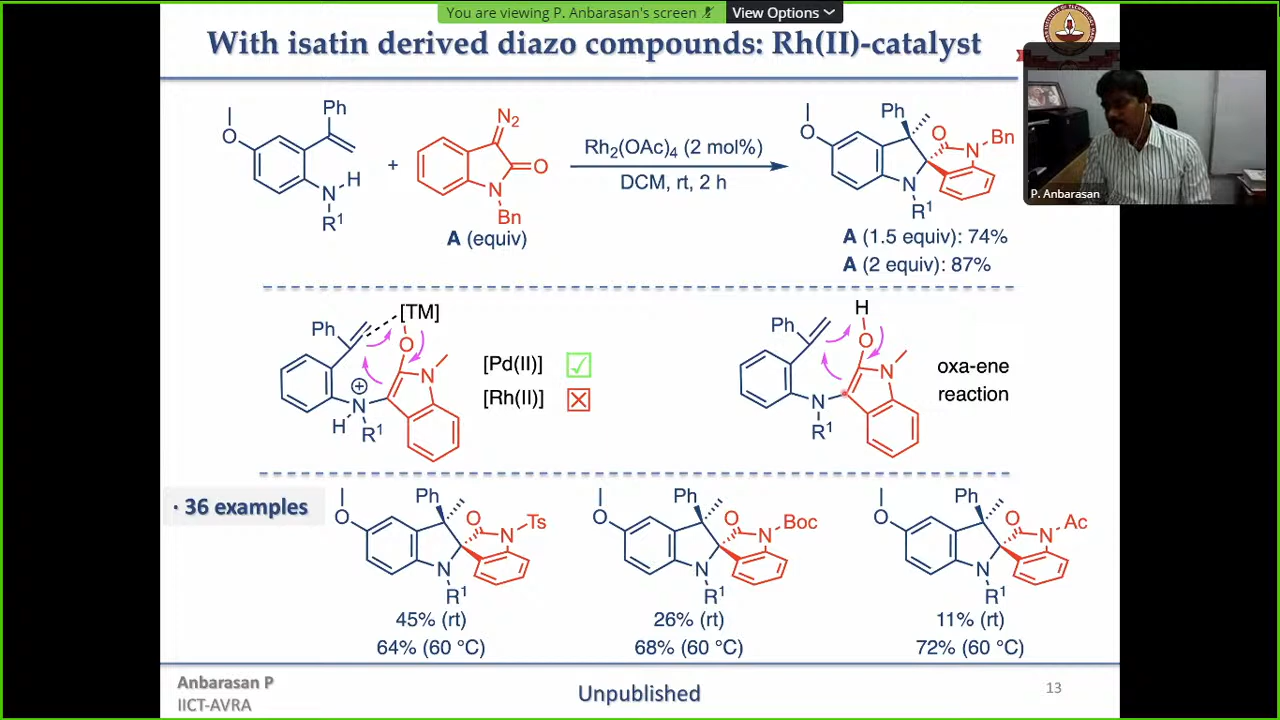 You are viewing P. Anbarasan's screen
View Options
With isatin derived diazo compounds: Rh(II)-catalyst
P. Anbarasan
O
Ph
N
H
R¹
+
N₂
O
N
Bn
A (equiv)
Rh₂(OAc)₄ (2 mol%)
DCM, rt, 2 h
Ph
O
O
N
Bn
N
R¹
A (1.5 equiv): 74%
A (2 equiv): 87%
Ph
[TM]
O
N
⊕
N
H
R¹
[Pd(II)] ☑
[Rh(II)] ☒
H
Ph
O
N
N
R¹
oxa-ene
reaction
· 36 examples
Ph
O
O
N
Ts
N
R¹
45% (rt)
64% (60 °C)
Ph
O
O
N
Boc
N
R¹
26% (rt)
68% (60 °C)
Ph
O
O
N
Ac
N
R¹
11% (rt)
72% (60 °C)
Anbarasan P
IICT-AVRA
Unpublished
13